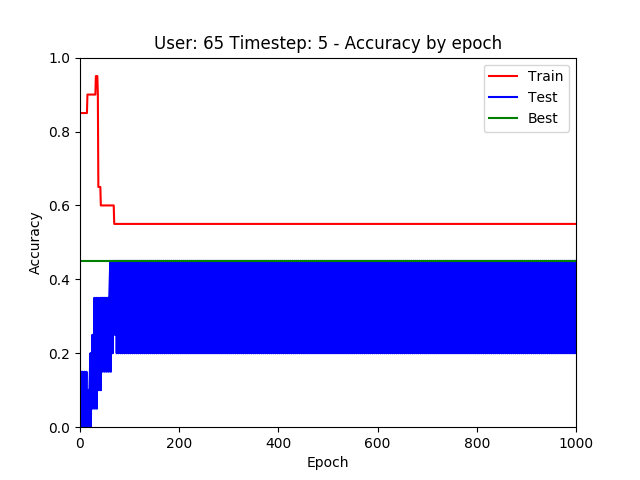 User: 65 Timestep: 5 - Accuracy by epoch
1.0
0.8
0.6
0.4
0.2
0.0
Accuracy
Train
Test
Best
0 200 400 600 800 1000
Epoch